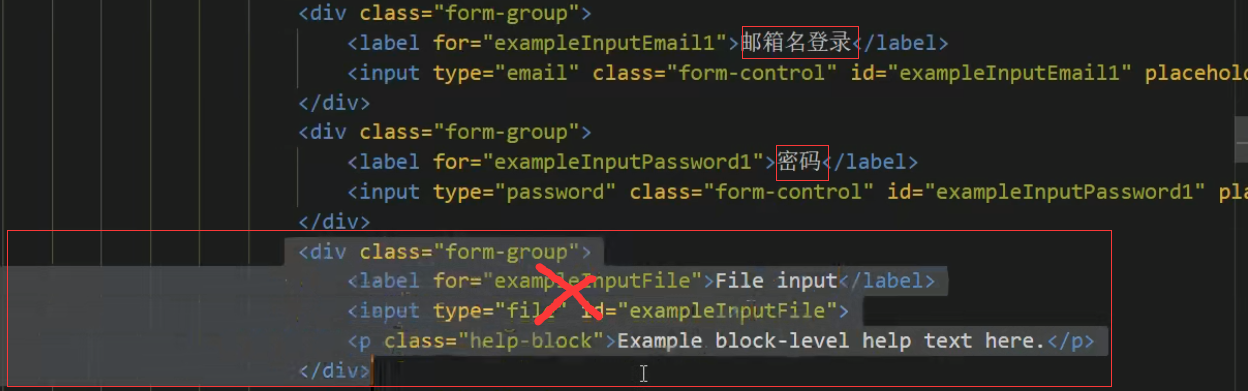 <div class="form-group">
<label for="exampleInputEmail1">邮箱名登录</label>
<input type="email" class="form-control" id="exampleInputEmail1" placehold
</div>
<div class="form-group">
<label for="exampleInputPassword1">密码</label>
<input type="password" class="form-control" id="exampleInputPassword1" pla
</div>
<div class="form-group">
<label for="exampleInputFile">File input</label>
<input type="file" id="exampleInputFile">
<p class="help-block">Example block-level help text here.</p>
</div>